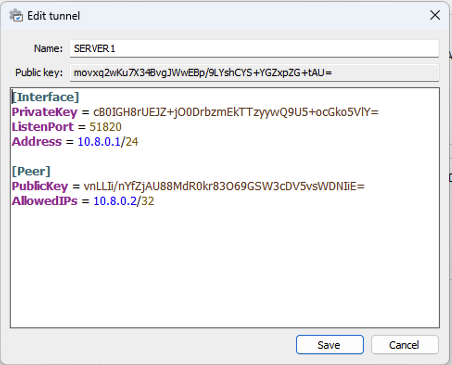 Edit tunnel
Name: SERVER1
Public key: movxq2wKu7X34BvgJWwEBp/9LYshCYS+YGZxpZG+tAU=
[Interface]
PrivateKey = cB0IGH8rUEJZ+jO0DrbzmEkTTzyywQ9U5+ocGko5VlY=
ListenPort = 51820
Address = 10.8.0.1/24
[Peer]
PublicKey = vnLLIi/nYfZjAU88MdR0kr83O69GSW3cDV5vsWDNIiE=
AllowedIPs = 10.8.0.2/32
Save Cancel